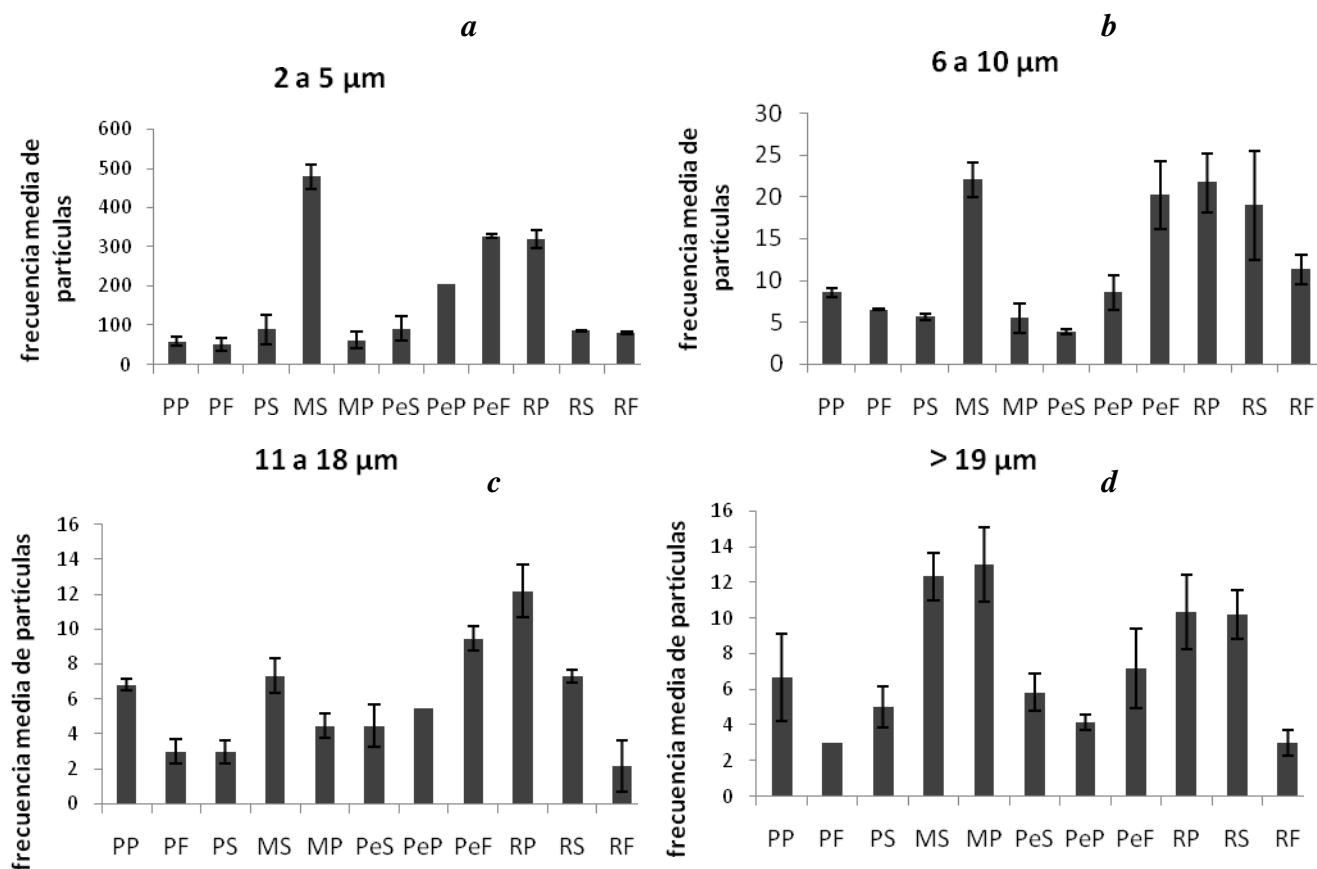 a
2 a 5 µm
frecuencia media de
partículas
600
500
400
300
200
100
0
PP PF PS MS MP PeS PeP PeF RP RS RF
b
6 a 10 µm
frecuencia media de
partículas
30
25
20
15
10
5
0
PP PF PS MS MP PeS PeP PeF RP RS RF
11 a 18 µm
c
frecuencia media de partículas
16
14
12
10
8
6
4
2
0
PP PF PS MS MP PeS PeP PeF RP RS RF
> 19 µm
d
frecuencia media de partículas
16
14
12
10
8
6
4
2
0
PP PF PS MS MP PeS PeP PeF RP RS RF